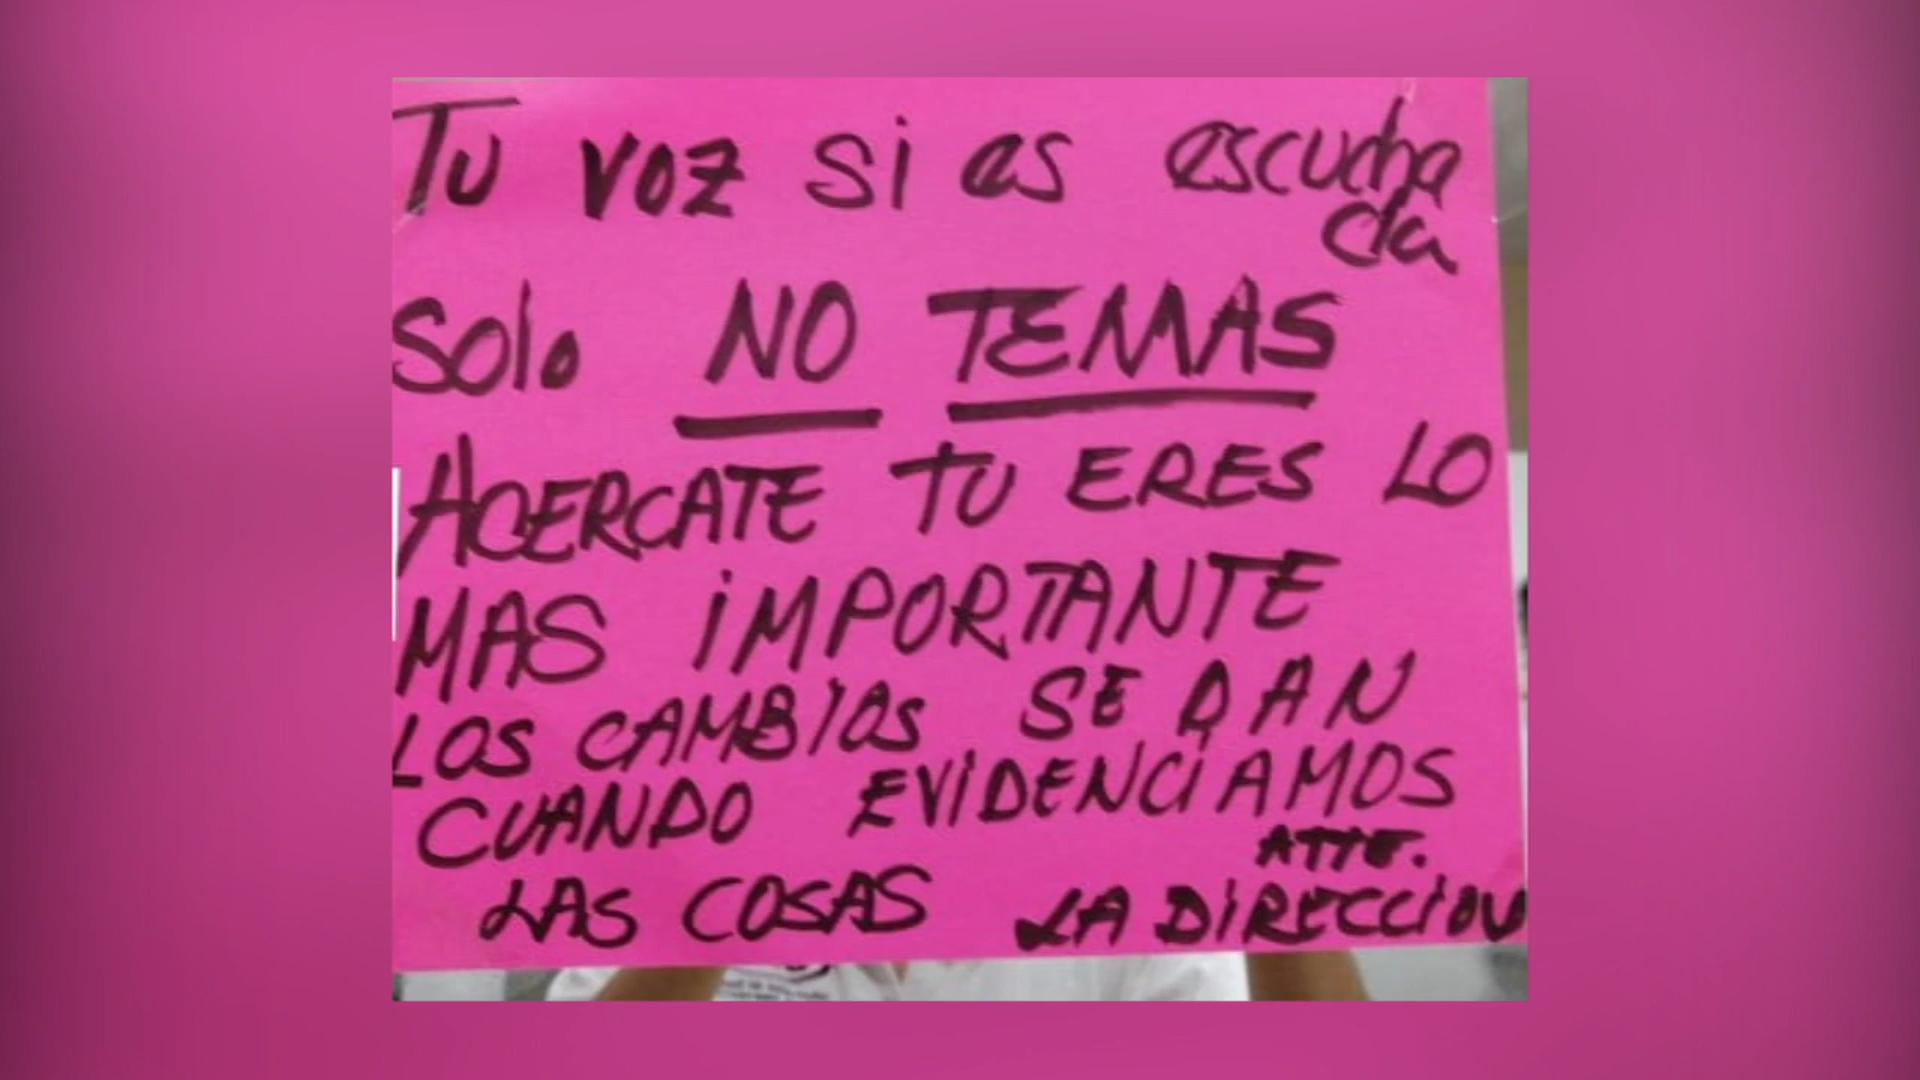 Tu voz si es escucha
da
Solo NO TEMAS
ACERCATE TU ERES LO
MAS iMPORTANTE
LOS CAMBIOS SE DAN
CUANDO EViDENCiAMOS
LAS COSAS
ATTE.
LA DiRECCiON